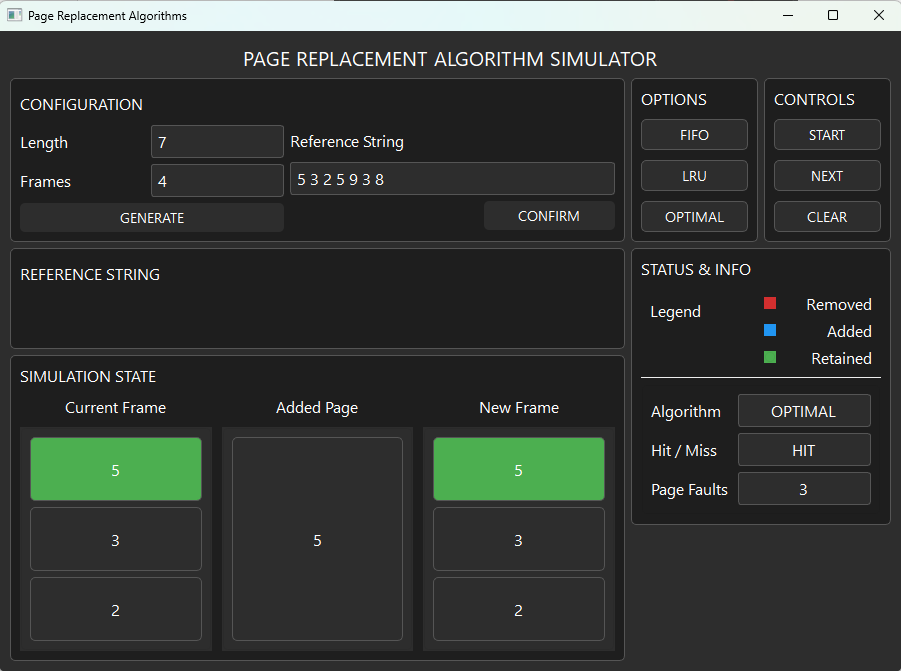 Page Replacement Algorithms
PAGE REPLACEMENT ALGORITHM SIMULATOR
CONFIGURATION
Length
7
Reference String
Frames
4
5 3 2 5 9 3 8
GENERATE
CONFIRM
OPTIONS
FIFO
LRU
OPTIMAL
CONTROLS
START
NEXT
CLEAR
REFERENCE STRING
SIMULATION STATE
Current Frame
Added Page
New Frame
5
3
2
5
5
3
2
STATUS & INFO
Legend
Removed
Added
Retained
Algorithm
OPTIMAL
Hit / Miss
HIT
Page Faults
3